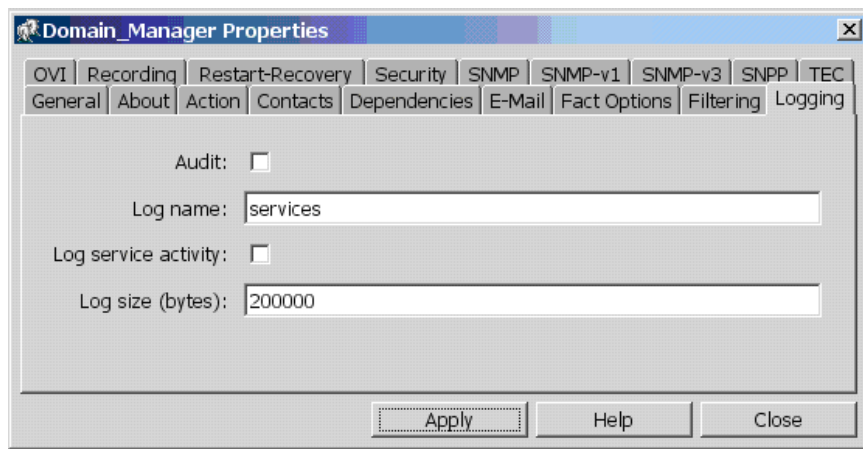 Domain_Manager Properties
OVI Recording Restart-Recovery Security SNMP SNMP-v1 SNMP-v3 SNPP TEC
General About Action Contacts Dependencies E-Mail Fact Options Filtering Logging
Audit:
Log name: services
Log service activity:
Log size (bytes): 200000
Apply Help Close